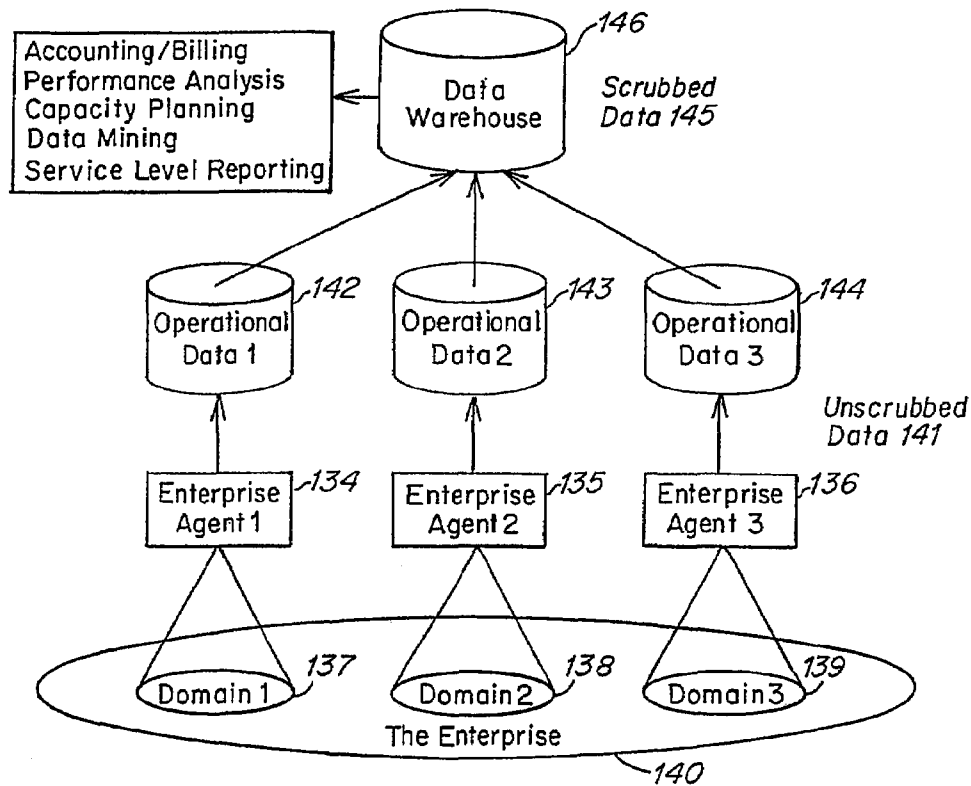 Accounting/Billing
Performance Analysis
Capacity Planning
Data Mining
Service Level Reporting
Data
Warehouse
146
Scrubbed
Data 145
Operational
Data 1
142
Operational
Data 2
143
Operational
Data 3
144
Unscrubbed
Data 141
Enterprise
Agent 1
134
Enterprise
Agent 2
135
Enterprise
Agent 3
136
Domain 1
137
Domain 2
138
Domain 3
139
The Enterprise
140